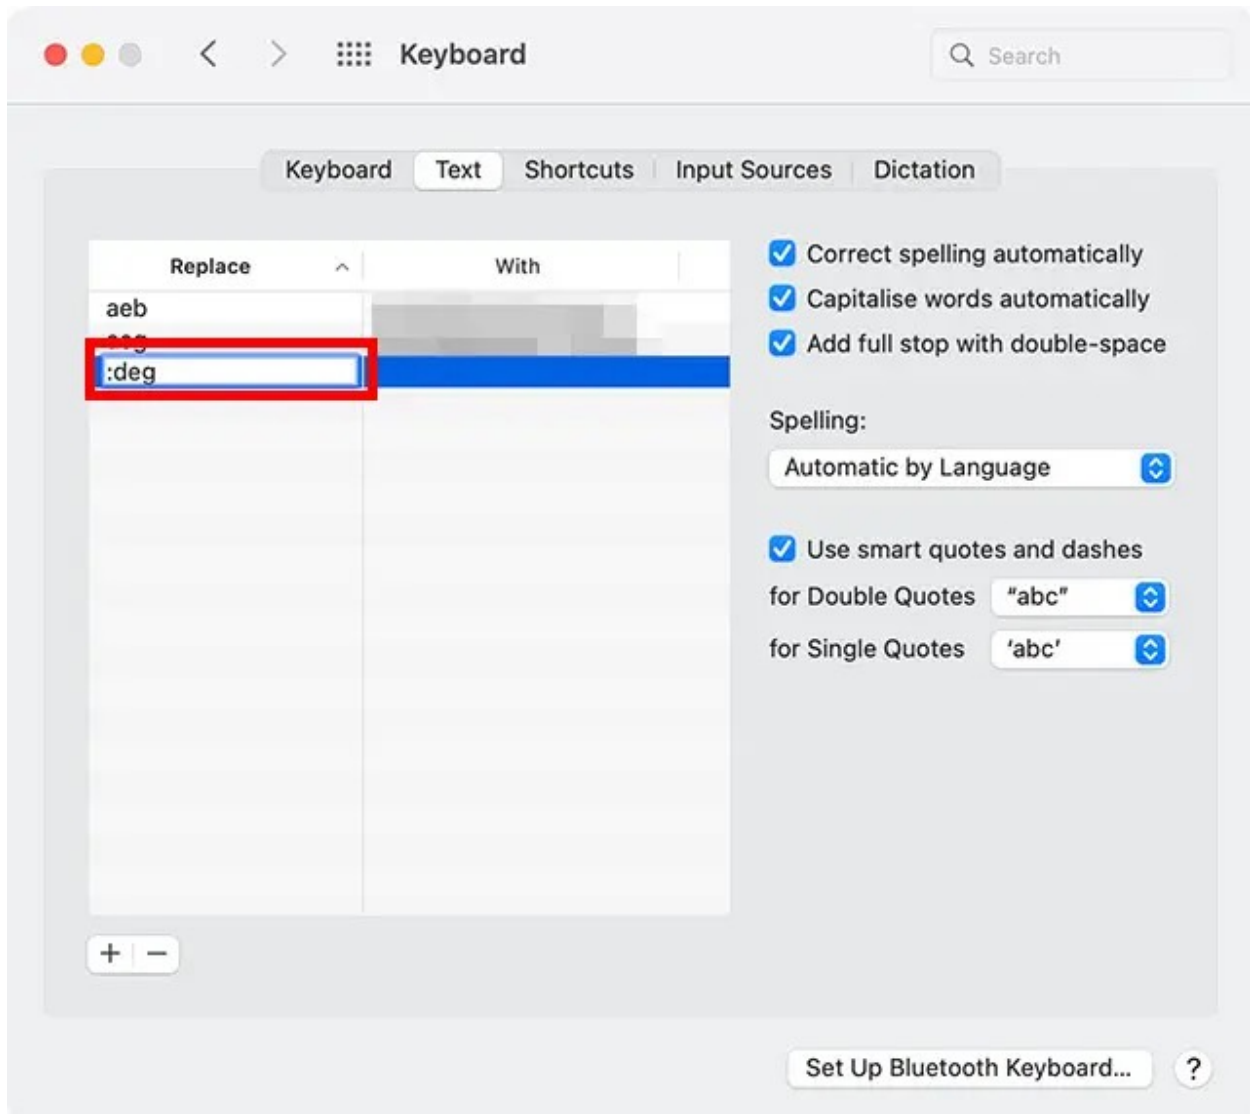 Keyboard
Search
Keyboard Text Shortcuts Input Sources Dictation
Replace With
aeb
:deg
Correct spelling automatically
Capitalise words automatically
Add full stop with double-space
Spelling:
Automatic by Language
Use smart quotes and dashes
for Double Quotes “abc”
for Single Quotes ‘abc’
+ −
Set Up Bluetooth Keyboard... ?